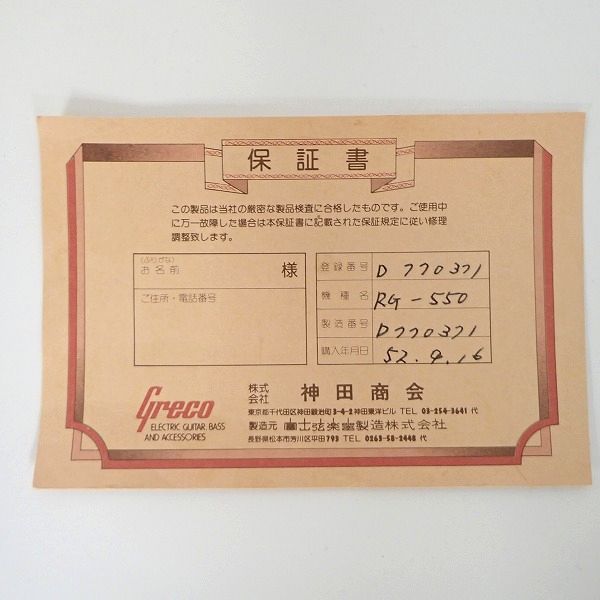 保証書
この製品は当社の厳密な製品検査に合格したものです。ご使用中
に万一故障した場合は本保証書に記載された保証規定に従い修理
調整致します。
(ふりがな)
お名前 様
ご住所・電話番号
登録番号 D 770371
機種名 RG-550
製造番号 D770371
購入年月日 52.9.16
Greco
ELECTRIC GUITAR, BASS
AND ACCESSORIES
株式会社 神田商会
東京都千代田区神田鍛冶町3-4-2 神田東洋ビル TEL 03-254-3641 代
製造元 富士弦楽器製造株式会社
長野県松本市芳川区平田793 TEL 0263-58-2448 代